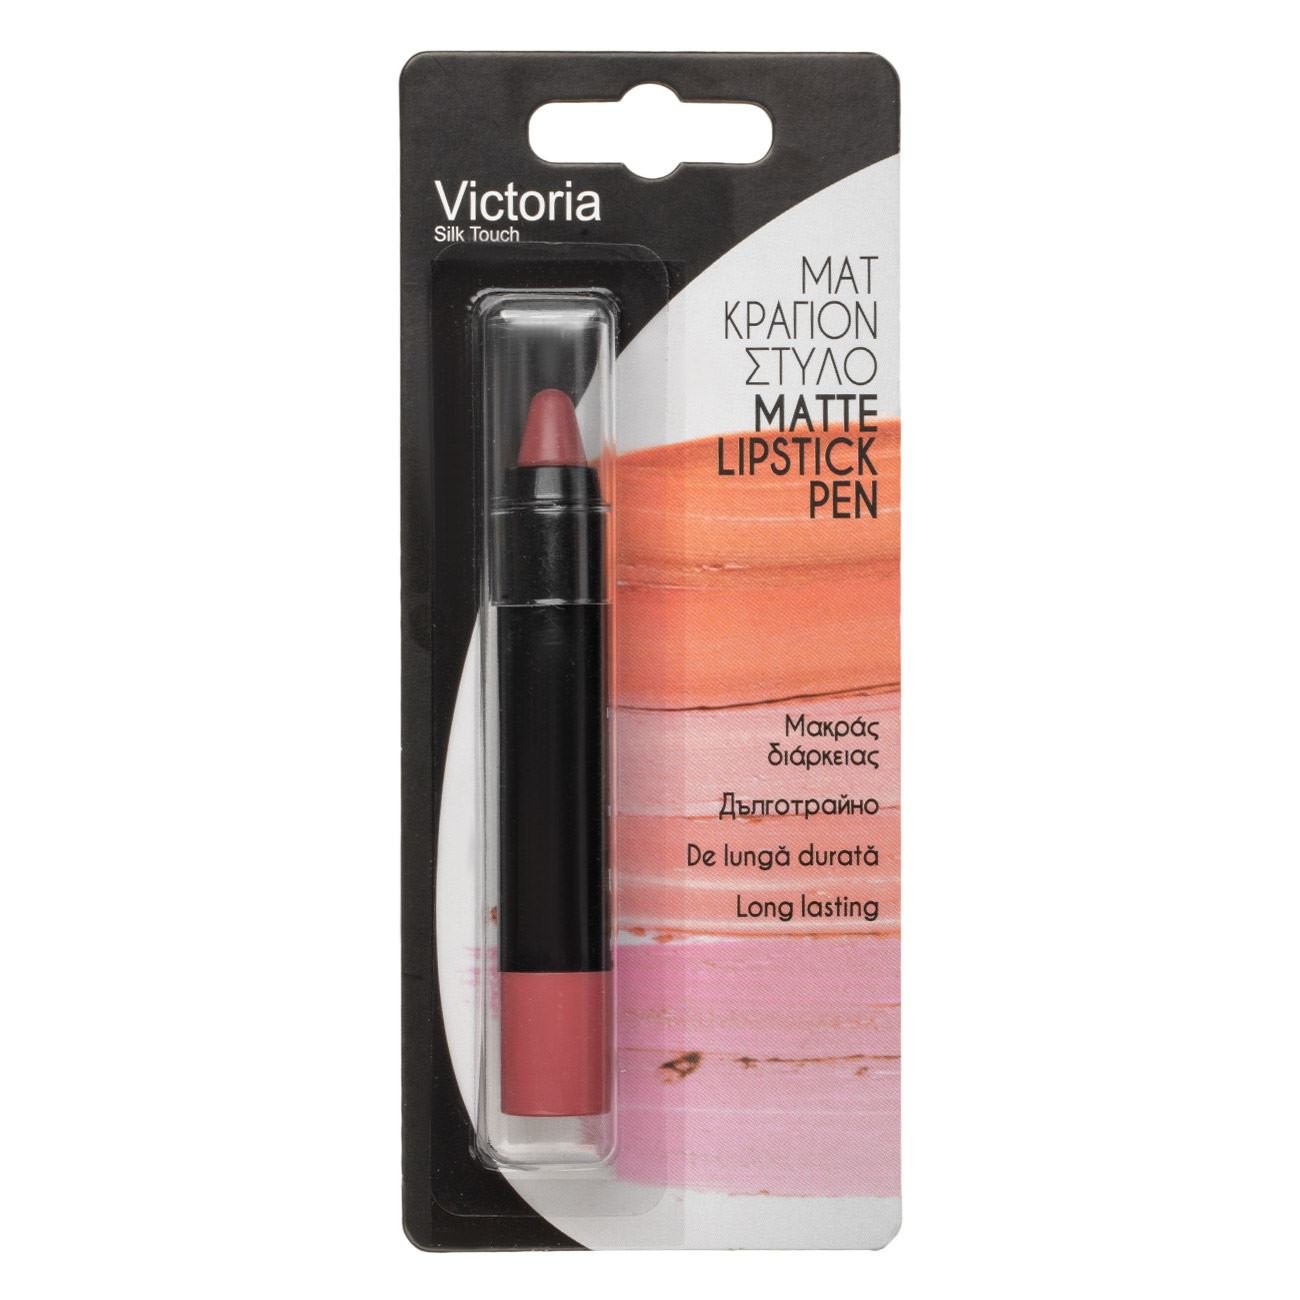 Victoria
Silk Touch
ΜΑΤ
ΚΡΑΓΙΟΝ
ΣΤΥΛΟ
MATTE
LIPSTICK
PEN
Μακράς
διάρκειας
Дълготрайно
De lungă durată
Long lasting